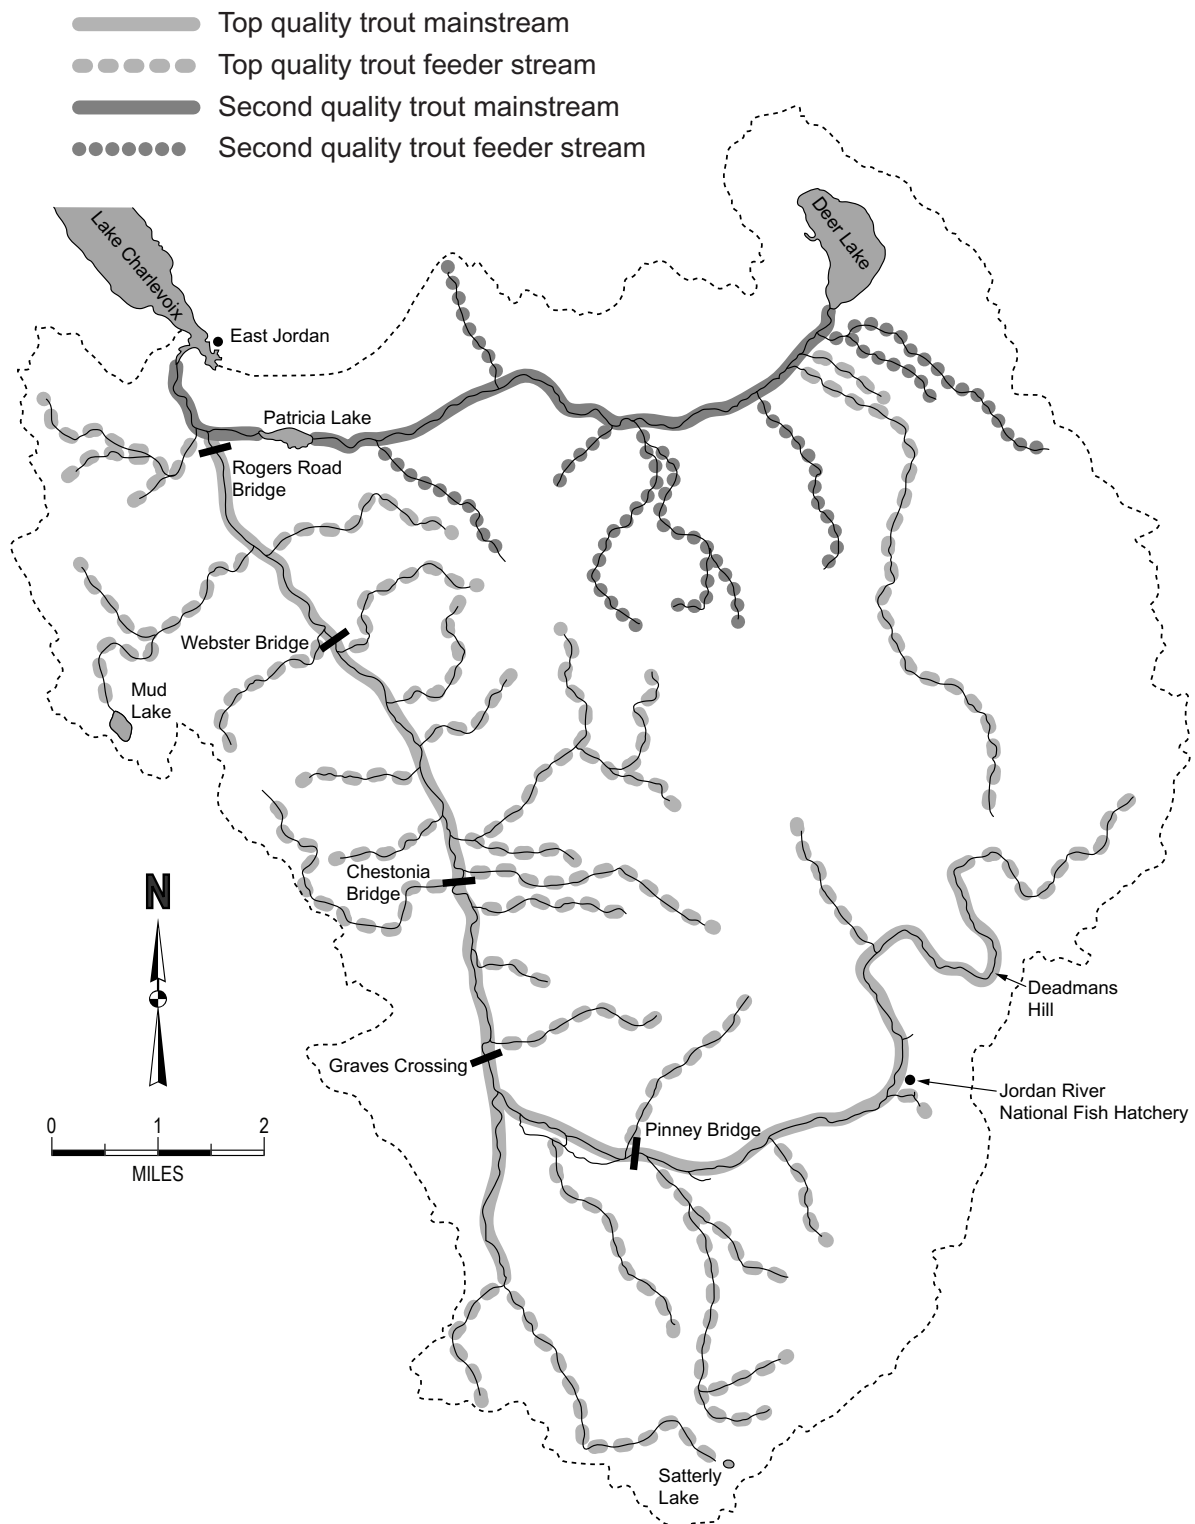 Top quality trout mainstream
Top quality trout feeder stream
Second quality trout mainstream
Second quality trout feeder stream
Lake Charlevoix
Deer Lake
East Jordan
Patricia Lake
Rogers Road
Bridge
Webster Bridge
Mud
Lake
Chestonia
Bridge
N
Deadmans
Hill
Graves Crossing
Jordan River
National Fish Hatchery
Pinney Bridge
0 1 2
MILES
Satterly
Lake